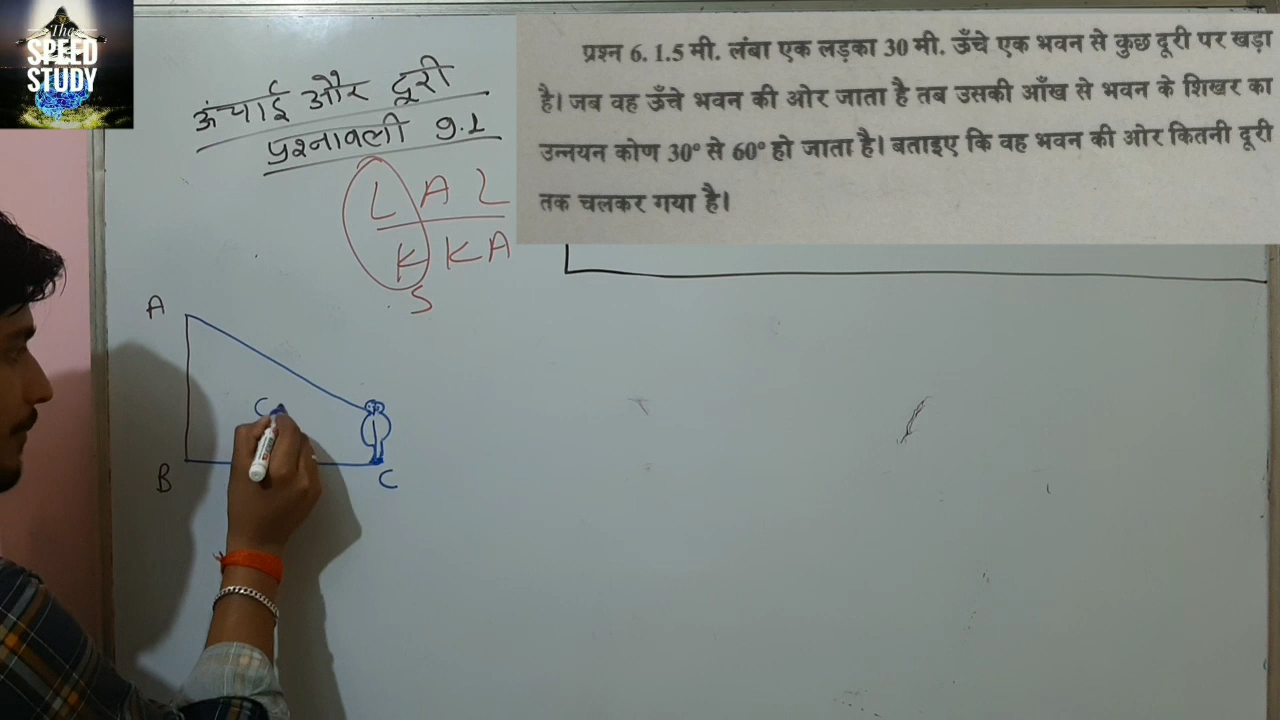 The
SPEED
STUDY
ऊंचाई और दूरी
प्रश्नावली 9.1
L A L
K K A
S
प्रश्न 6. 1.5 मी. लंबा एक लड़का 30 मी. ऊँचे एक भवन से कुछ दूरी पर खड़ा
है। जब वह ऊँचे भवन की ओर जाता है तब उसकी आँख से भवन के शिखर का
उन्नयन कोण 30° से 60° हो जाता है। बताइए कि वह भवन की ओर कितनी दूरी
तक चलकर गया है।
A
C
B
C